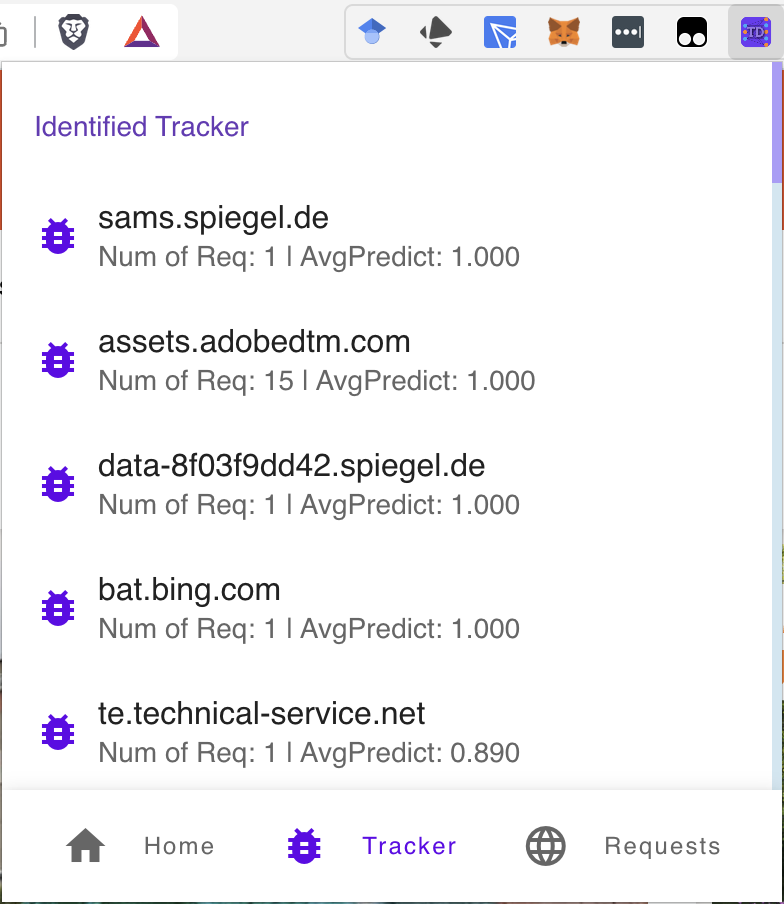 TD
Identified Tracker
sams.spiegel.de
Num of Req: 1 | AvgPredict: 1.000
assets.adobedtm.com
Num of Req: 15 | AvgPredict: 1.000
data-8f03f9dd42.spiegel.de
Num of Req: 1 | AvgPredict: 1.000
bat.bing.com
Num of Req: 1 | AvgPredict: 1.000
te.technical-service.net
Num of Req: 1 | AvgPredict: 0.890
Home
Tracker
Requests